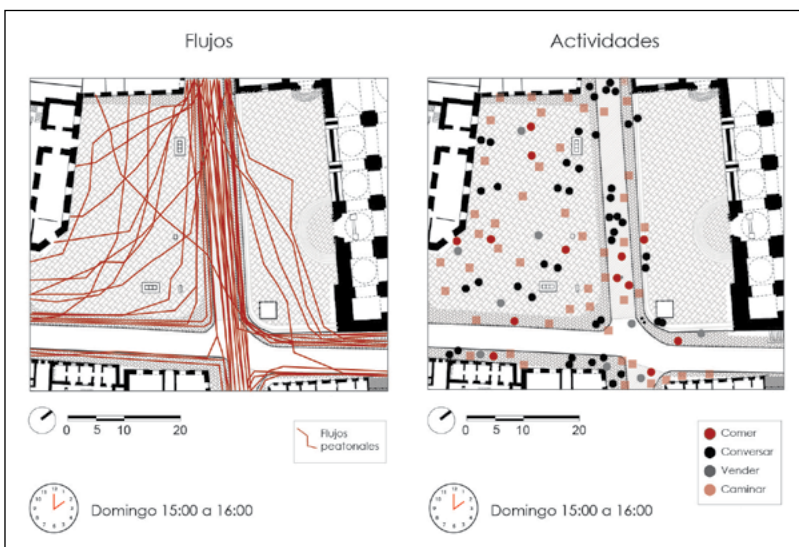 Flujos
Actividades
0 5 10 20
Flujos
peatonales
0 5 10 20
Comer
Conversar
Vender
Caminar
Domingo 15:00 a 16:00
Domingo 15:00 a 16:00